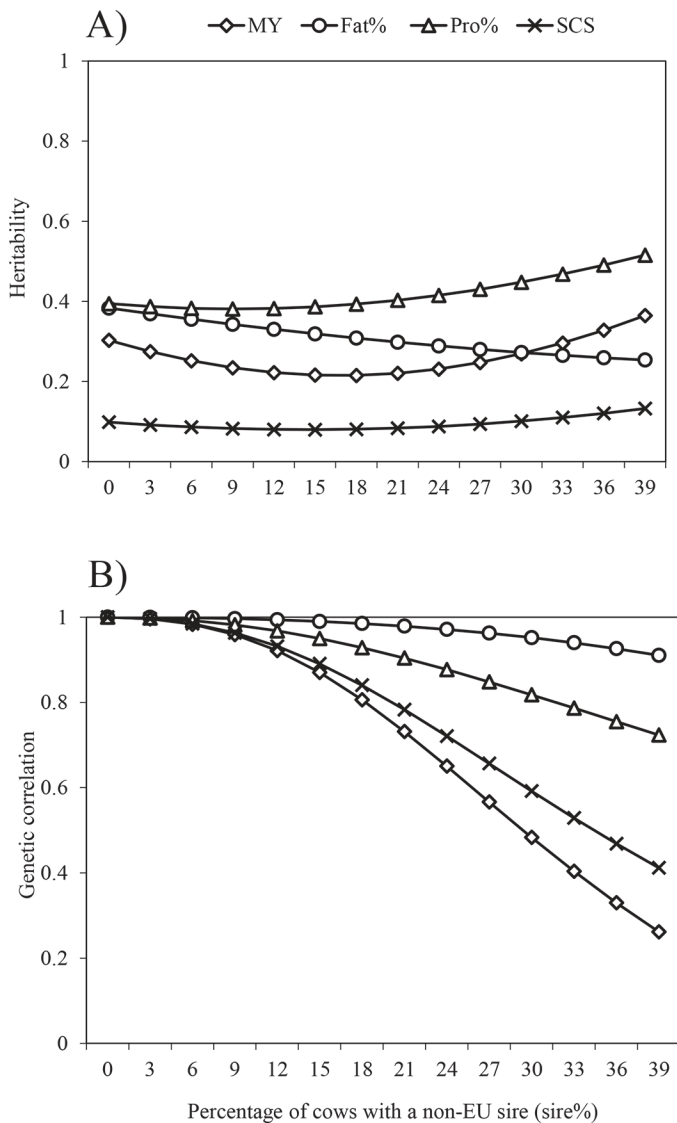 A)
MY Fat% Pro% SCS
1
0.8
0.6
0.4
0.2
0
Heritability
0 3 6 9 12 15 18 21 24 27 30 33 36 39
B)
1
0.8
0.6
0.4
0.2
0
Genetic correlation
0 3 6 9 12 15 18 21 24 27 30 33 36 39
Percentage of cows with a non-EU sire (sire%)